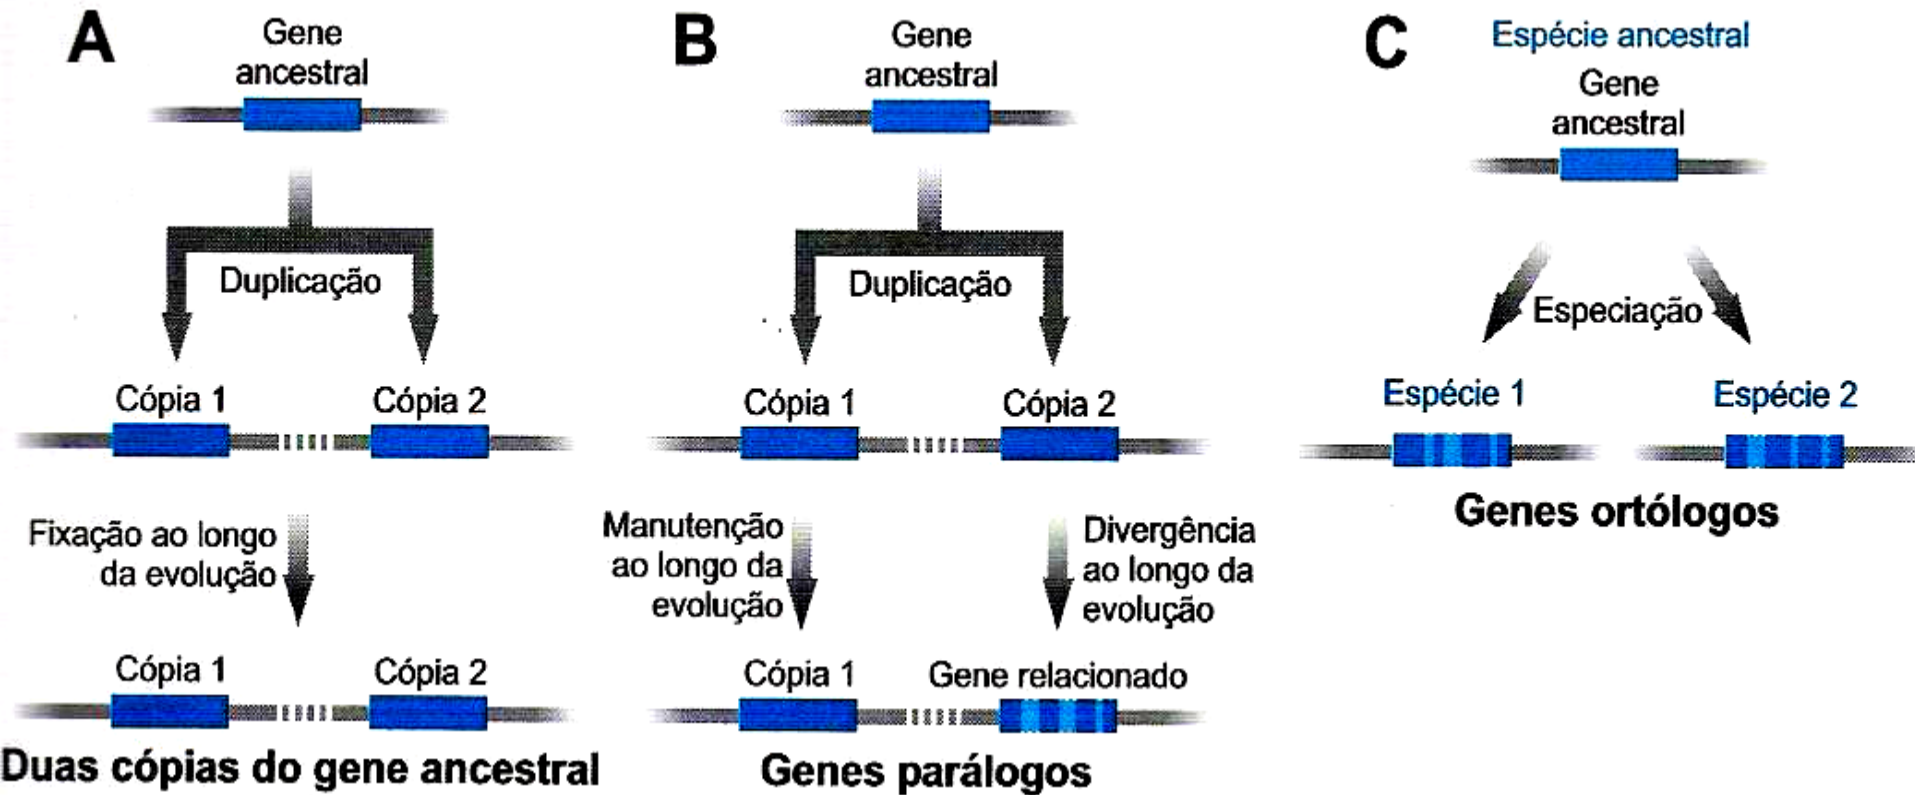 A
Gene
ancestral
Duplicação
Cópia 1
Cópia 2
Fixação ao longo
da evolução
Cópia 1
Cópia 2
Duas cópias do gene ancestral
B
Gene
ancestral
Duplicação
Cópia 1
Cópia 2
Manutenção
ao longo da
evolução
Divergência
ao longo da
evolução
Cópia 1
Gene relacionado
Genes parálogos
C
Espécie ancestral
Gene
ancestral
Especiação
Espécie 1
Espécie 2
Genes ortólogos